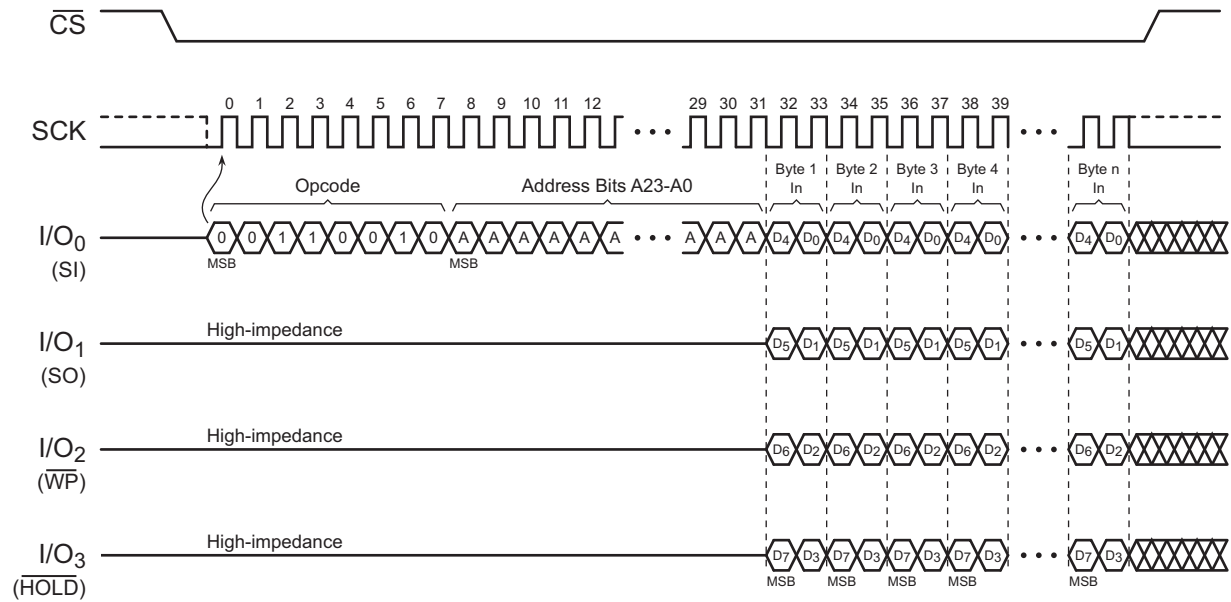 CS
0 1 2 3 4 5 6 7 8 9 10 11 12 29 30 31 32 33 34 35 36 37 38 39
SCK
Opcode Address Bits A23-A0 Byte 1 In Byte 2 In Byte 3 In Byte 4 In Byte n In
I/O0 0 0 1 1 0 0 1 0 A A A A A A A A A D4 D0 D4 D0 D4 D0 D4 D0 D4 D0
(SI) MSB MSB
High-impedance
I/O1 D5 D1 D5 D1 D5 D1 D5 D1 D5 D1
(SO)
High-impedance
I/O2 D6 D2 D6 D2 D6 D2 D6 D2 D6 D2
(WP)
High-impedance
I/O3 D7 D3 D7 D3 D7 D3 D7 D3 D7 D3
(HOLD) MSB MSB MSB MSB MSB